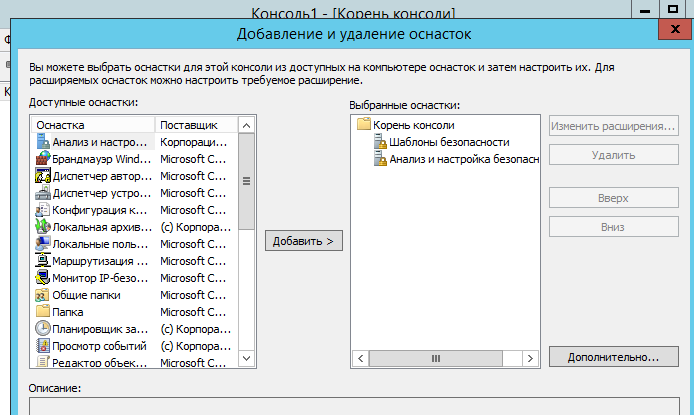 Консоль1 - [Корень консоли]
Добавление и удаление оснасток
Вы можете выбрать оснастки для этой консоли из доступных на компьютере оснасток и затем настроить их. Для
расширяемых оснасток можно настроить требуемое расширение.
Доступные оснастки:
Выбранные оснастки:
Оснастка Поставщик
Анализ и настро... Корпораци...
Брандмауэр Wind... Microsoft C...
Диспетчер автор... Microsoft C...
Диспетчер устро... Microsoft C...
Конфигурация к... Microsoft C...
Локальная архив... (с) Корпора...
Локальные поль... Microsoft C...
Маршрутизация ... Microsoft C...
Монитор IP-безо... Microsoft C...
Общие папки Microsoft C...
Папка Microsoft C...
Планировщик за... (с) Корпора...
Просмотр событий (с) Корпора...
Редактор объек... Microsoft C...
Добавить >
Корень консоли
Шаблоны безопасности
Анализ и настройка безопасн
Изменить расширения...
Удалить
Вверх
Вниз
Дополнительно...
Описание: